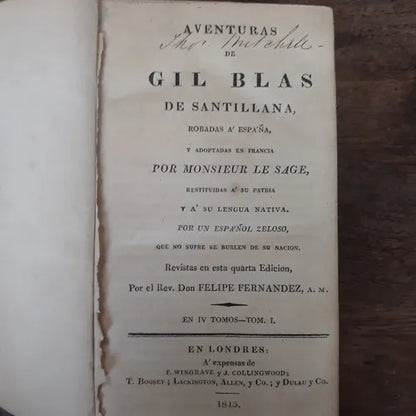 AVENTURAS
Thos. Mitchell
DE
GIL BLAS
DE SANTILLANA,
ROBADAS A' ESPAÑA,
Y ADOPTADAS EN FRANCIA
POR MONSIEUR LE SAGE,
RESTITUIDAS A' SU PATRIA
Y A' SU LENGUA NATIVA.
POR UN ESPAÑOL ZELOSO,
QUE NO SUFRE SE BURLEN DE SU NACION.
Revistas en esta quarta Edicion,
Por el Rev. Don FELIPE FERNANDEZ, A. M.
EN IV TOMOS—TOM. I.
EN LONDRES:
A' expensas de
F. WINGRAVE y J. COLLINGWOOD;
T. BOOSEY; LACKINGTON, ALLEN, y Co.; y DULAU y Co.
1815.